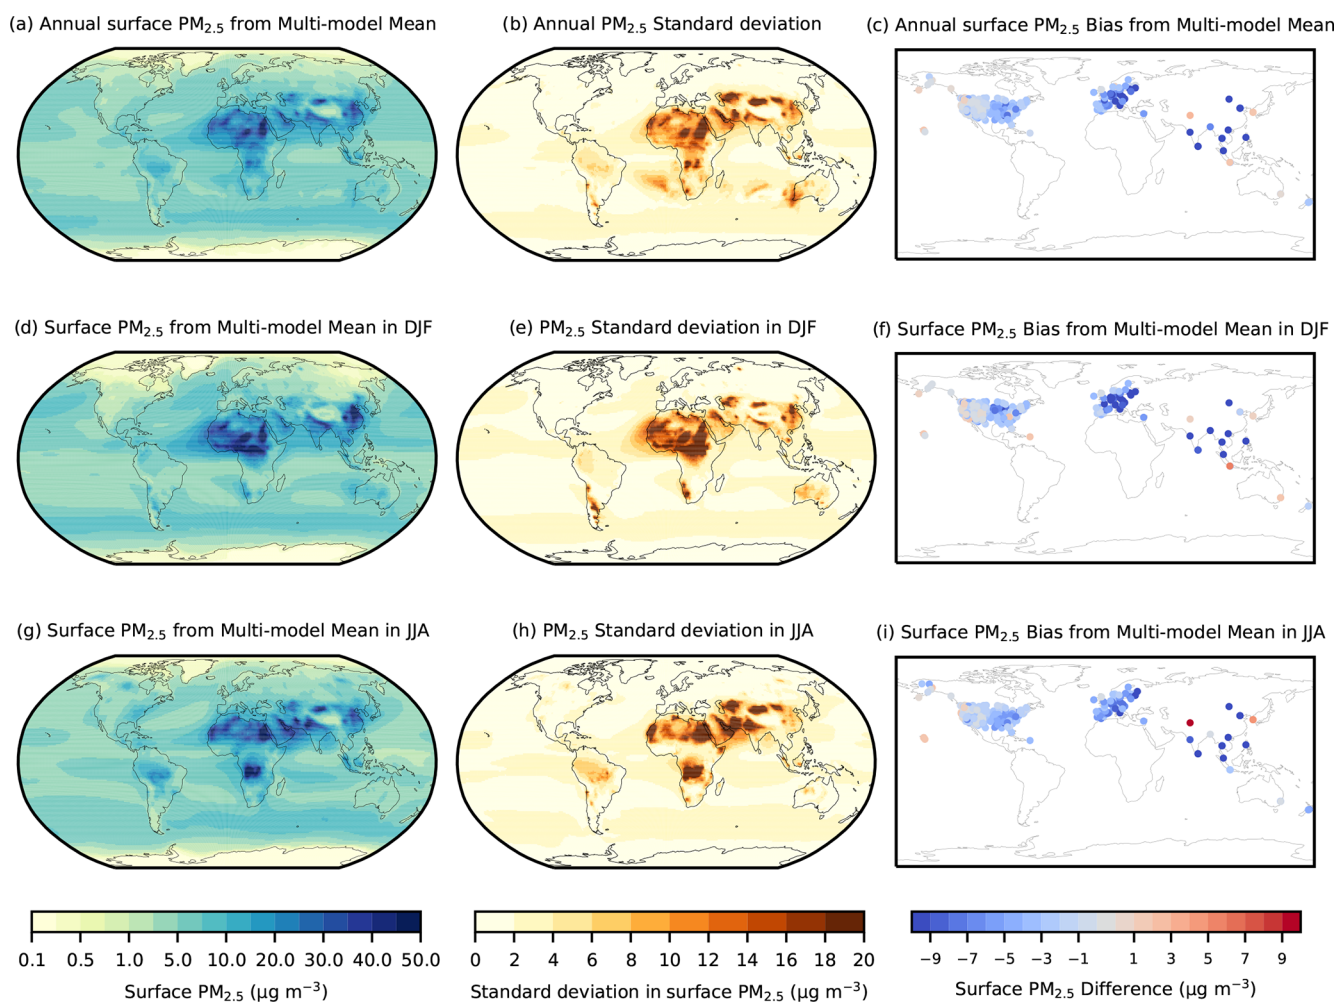 (a) Annual surface PM2.5 from Multi-model Mean
(b) Annual PM2.5 Standard deviation
(c) Annual surface PM2.5 Bias from Multi-model Mean
(d) Surface PM2.5 from Multi-model Mean in DJF
(e) PM2.5 Standard deviation in DJF
(f) Surface PM2.5 Bias from Multi-model Mean in DJF
(g) Surface PM2.5 from Multi-model Mean in JJA
(h) PM2.5 Standard deviation in JJA
(i) Surface PM2.5 Bias from Multi-model Mean in JJA
0.1 0.5 1.0 5.0 10.0 20.0 30.0 40.0 50.0
Surface PM2.5 (μg m−3)
0 2 4 6 8 10 12 14 16 18 20
Standard deviation in surface PM2.5 (μg m−3)
−9 −7 −5 −3 −1 1 3 5 7 9
Surface PM2.5 Difference (μg m−3)